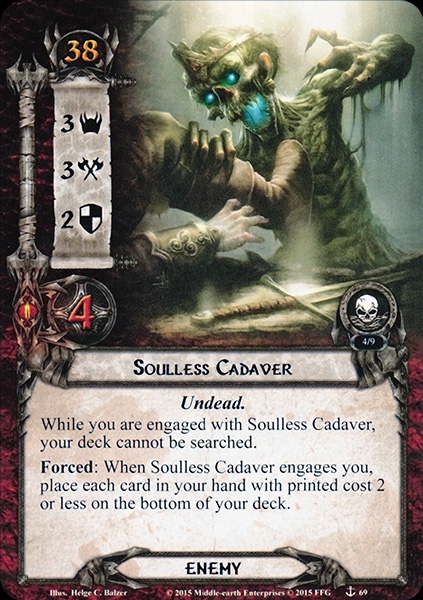 38
3
3
2
4
4/9
Soulless Cadaver
Undead.
While you are engaged with Soulless Cadaver,
your deck cannot be searched.
Forced: When Soulless Cadaver engages you,
place each card in your hand with printed cost 2
or less on the bottom of your deck.
ENEMY
Illus. Helge C. Balzer © 2015 Middle-earth Enterprises © 2015 FFG 69